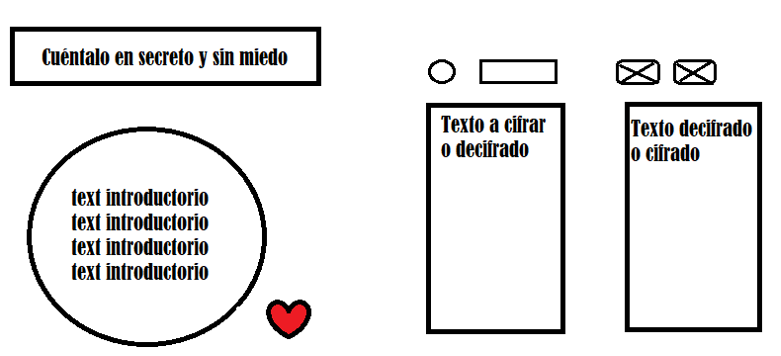 Cuéntalo en secreto y sin miedo
text introductorio
text introductorio
text introductorio
text introductorio
Texto a cifrar
o decifrado
Texto decifrado
o cifrado